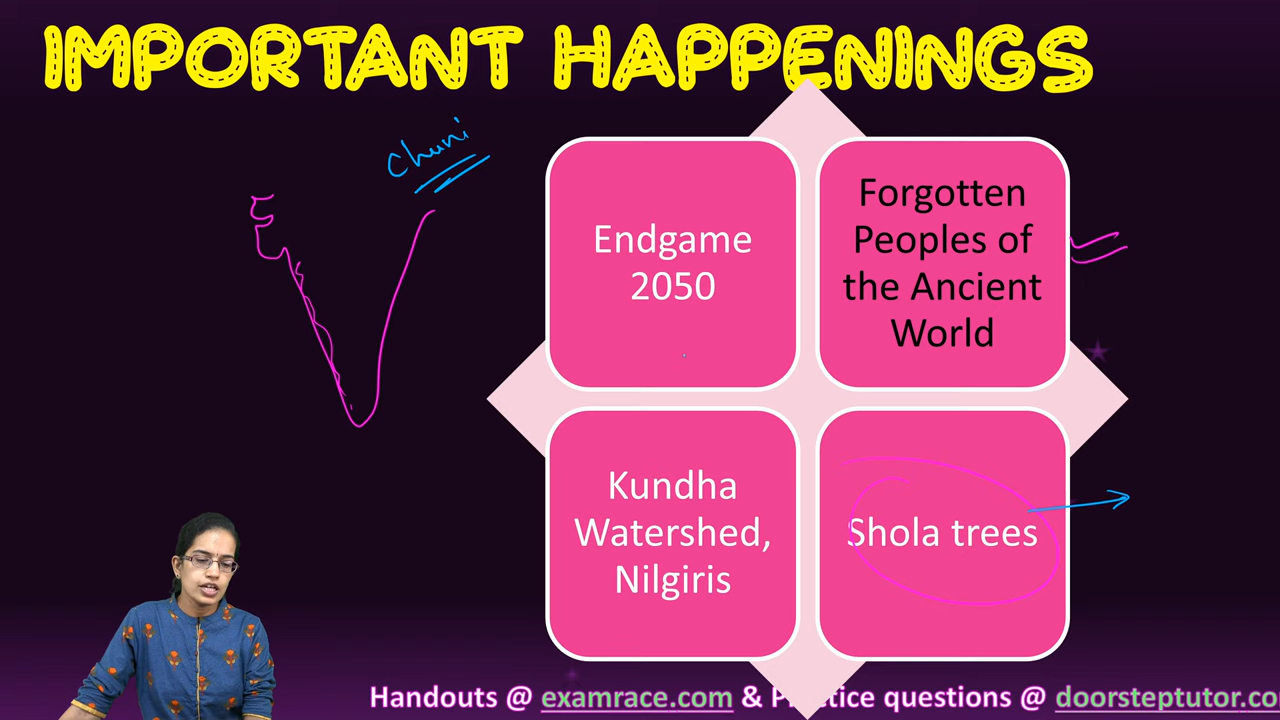 IMPORTANT HAPPENINGS
Chuni
Endgame
2050
Forgotten
Peoples of
the Ancient
World
Kundha
Watershed,
Nilgiris
Shola trees
Handouts @ examrace.com & Practice questions @ doorsteptutor.co